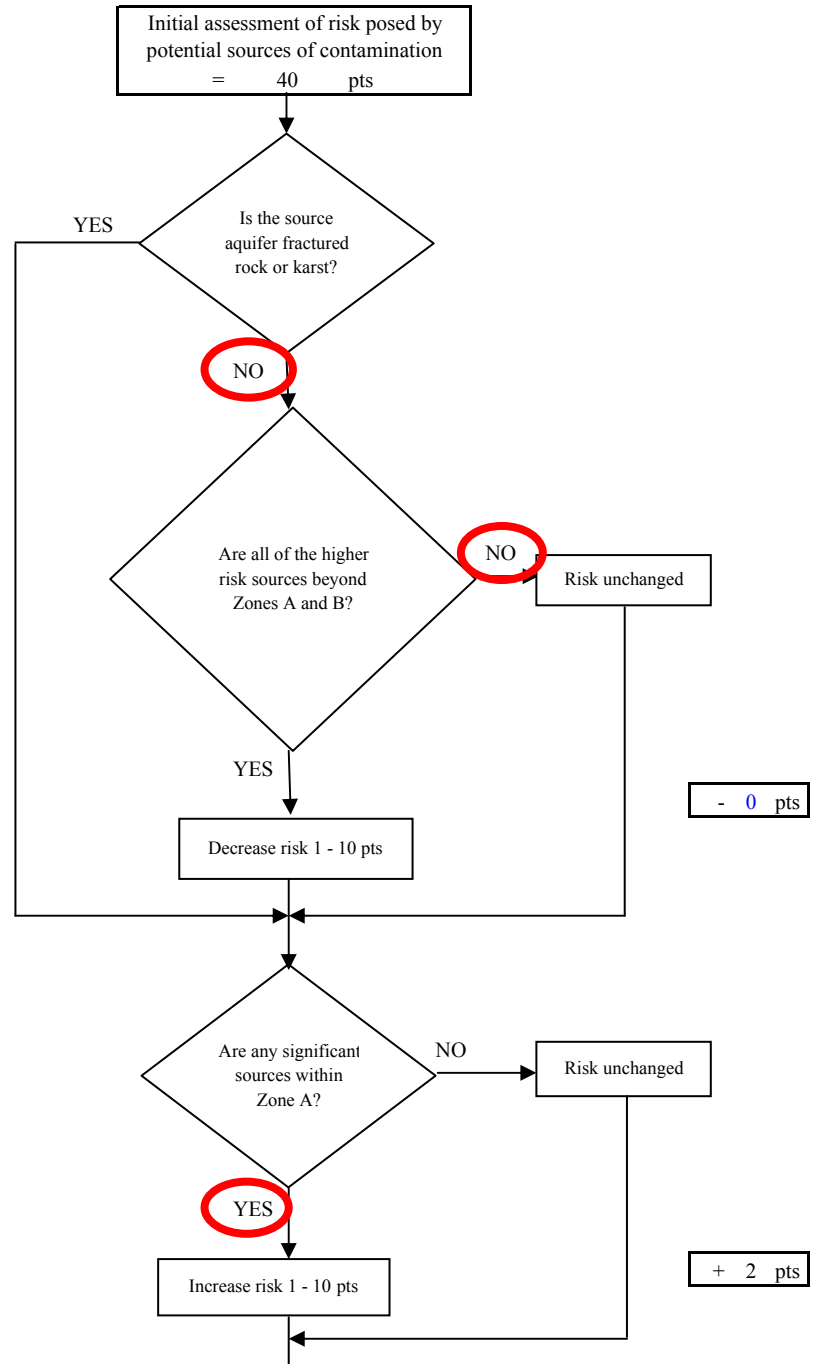 Initial assessment of risk posed by
potential sources of contamination
= 40 pts
YES
Is the source
aquifer fractured
rock or karst?
NO
Are all of the higher
risk sources beyond
Zones A and B?
NO
Risk unchanged
YES
- 0 pts
Decrease risk 1 - 10 pts
Are any significant
sources within
Zone A?
NO
Risk unchanged
YES
+ 2 pts
Increase risk 1 - 10 pts